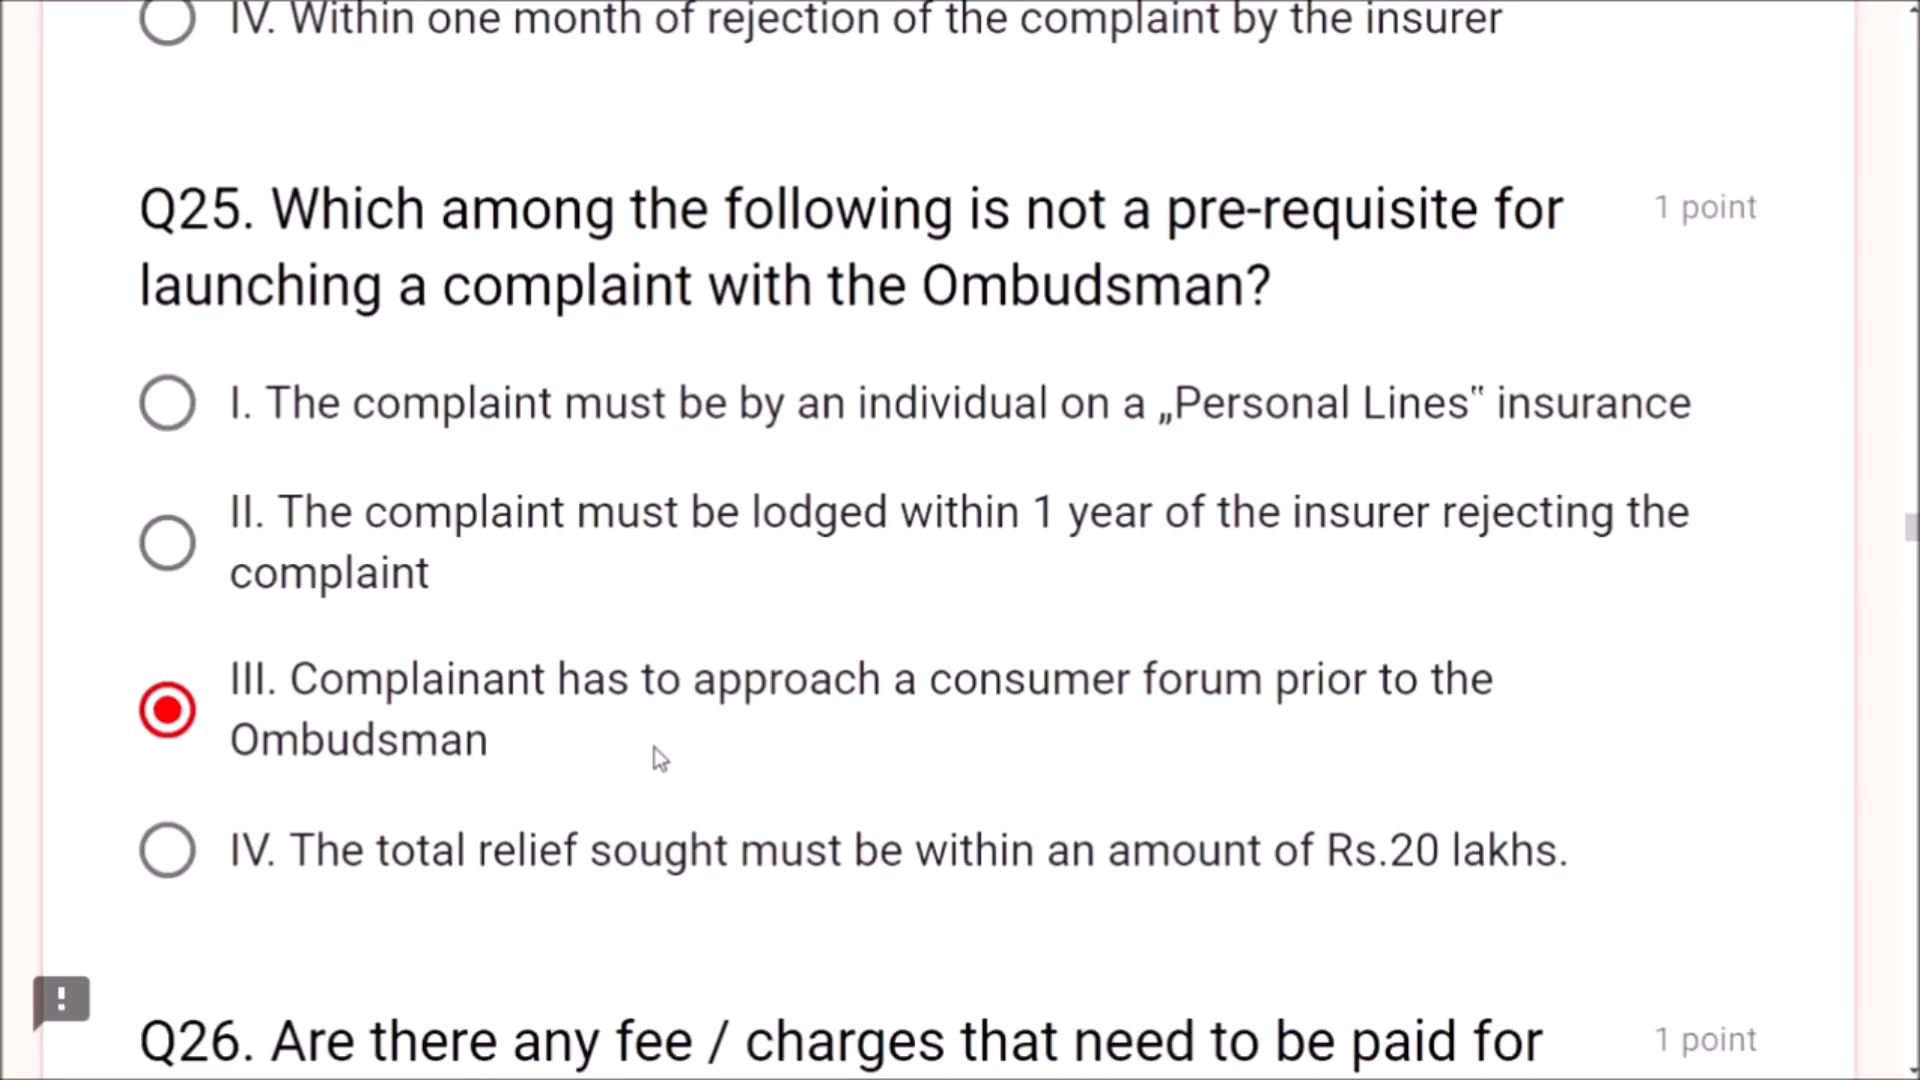 IV. Within one month of rejection of the complaint by the insurer
Q25. Which among the following is not a pre-requisite for
1 point
launching a complaint with the Ombudsman?
I. The complaint must be by an individual on a „Personal Lines‟ insurance
II. The complaint must be lodged within 1 year of the insurer rejecting the
complaint
III. Complainant has to approach a consumer forum prior to the
Ombudsman
IV. The total relief sought must be within an amount of Rs.20 lakhs.
!
Q26. Are there any fee / charges that need to be paid for
1 point